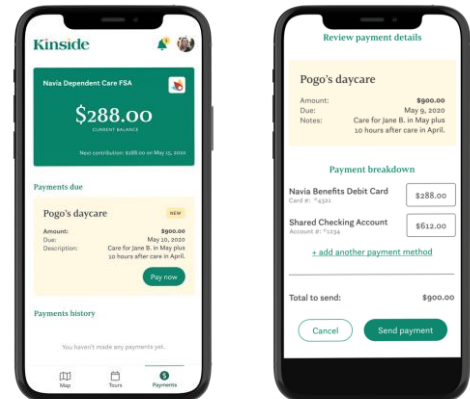 Kinside
Navia Dependent Care FSA
$288.00
CURRENT BALANCE
Next contribution: $288.00 on May 15, 2020
Payments due
Pogo's daycare
NEW
Amount: $900.00
Due: May 10, 2020
Description: Care for Jane B. in May plus
10 hours after care in April.
Pay now
Payments history
You haven't made any payments yet.
Map
Tours
Payments
Review payment details
Pogo's daycare
Amount: $900.00
Due: May 9, 2020
Notes: Care for Jane B. in May plus
10 hours after care in April.
Payment breakdown
Navia Benefits Debit Card
Card #: *4321
$288.00
Shared Checking Account
Account #: *1234
$612.00
+ add another payment method
Total to send: $900.00
Cancel
Send payment